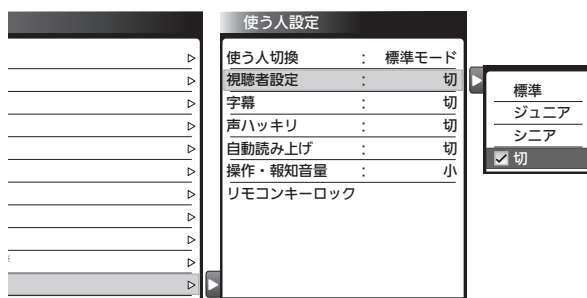 使う人設定
使う人切換 : 標準モード
視聴者設定 : 切
字幕 : 切
声ハッキリ : 切
自動読み上げ : 切
操作・報知音量 : 小
リモコンキーロック
標準
ジュニア
シニア
切